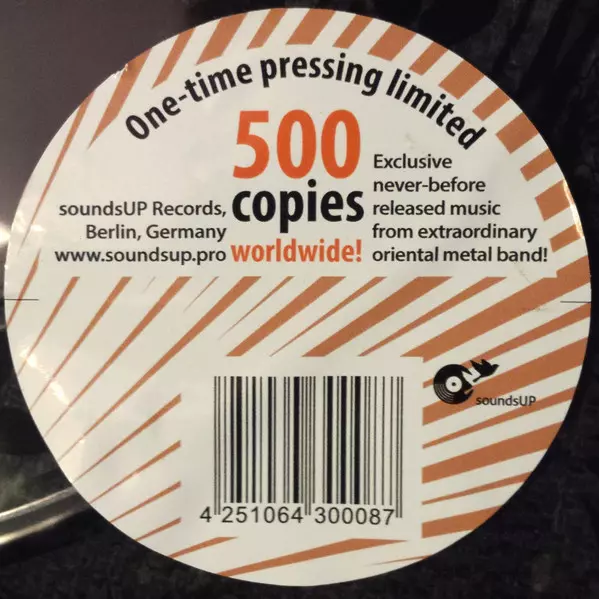 One-time pressing limited
500
copies
worldwide!
soundsUP Records,
Berlin, Germany
www.soundsup.pro
Exclusive
never-before
released music
from extraordinary
oriental metal band!
soundsUP
4 251064 300087